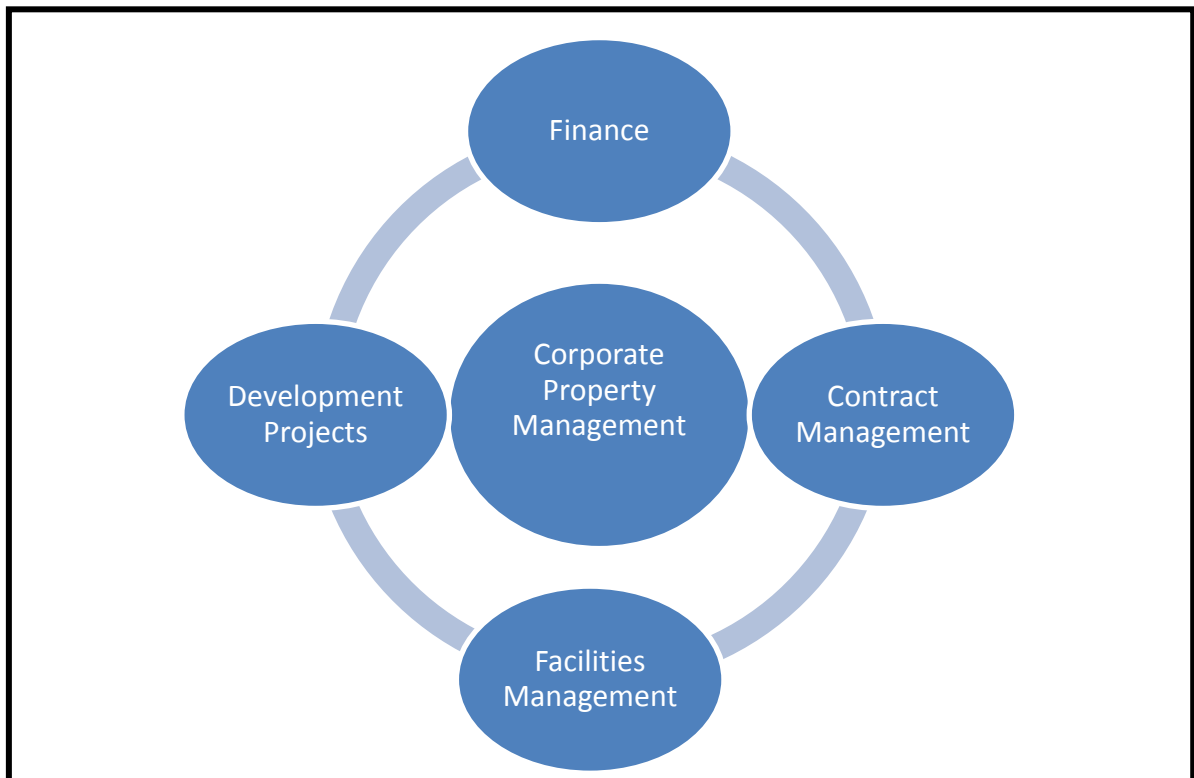 Finance
Corporate
Property
Management
Development
Projects
Contract
Management
Facilities
Management